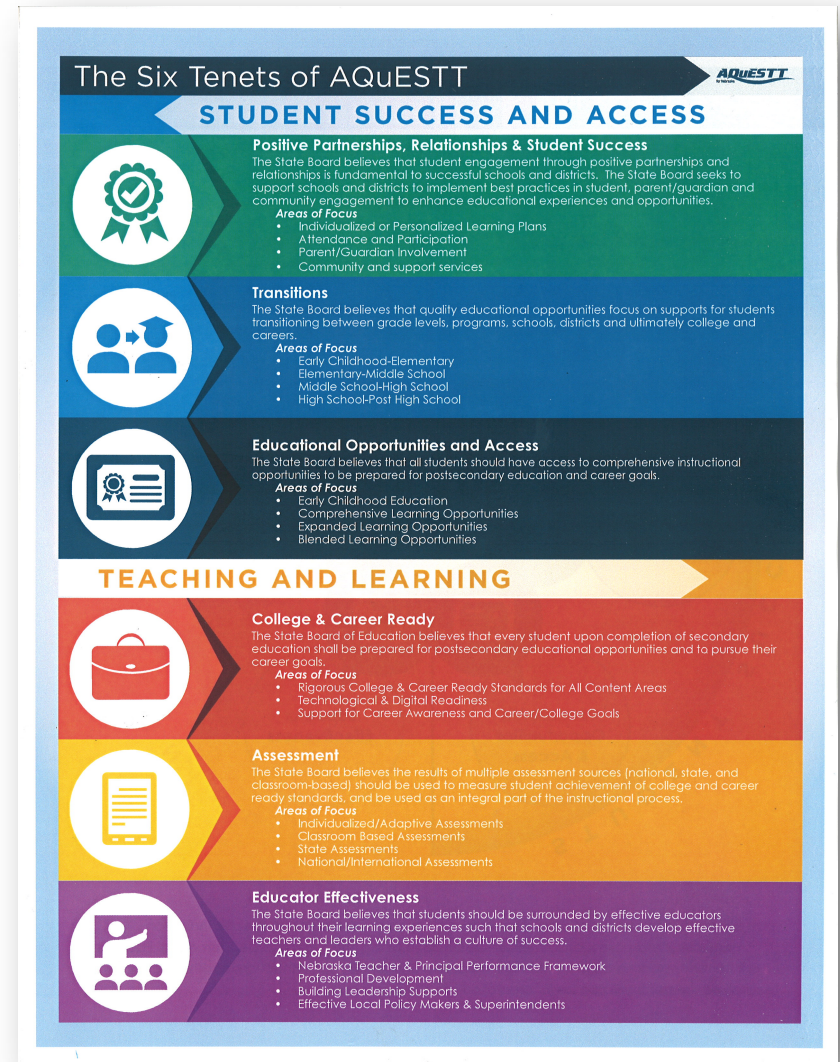 The Six Tenets of AQuESTT
AQuESTT
for Nebraska
STUDENT SUCCESS AND ACCESS
Positive Partnerships, Relationships & Student Success
The State Board believes that student engagement through positive partnerships and
relationships is fundamental to successful schools and districts. The State Board seeks to
support schools and districts to implement best practices in student, parent/guardian and
community engagement to enhance educational experiences and opportunities.
Areas of Focus
• Individualized or Personalized Learning Plans
• Attendance and Participation
• Parent/Guardian Involvement
• Community and support services
Transitions
The State Board believes that quality educational opportunities focus on supports for students
transitioning between grade levels, programs, schools, districts and ultimately college and
careers.
Areas of Focus
• Early Childhood-Elementary
• Elementary-Middle School
• Middle School-High School
• High School-Post High School
Educational Opportunities and Access
The State Board believes that all students should have access to comprehensive instructional
opportunities to be prepared for postsecondary education and career goals.
Areas of Focus
• Early Childhood Education
• Comprehensive Learning Opportunities
• Expanded Learning Opportunities
• Blended Learning Opportunities
TEACHING AND LEARNING
College & Career Ready
The State Board of Education believes that every student upon completion of secondary
education shall be prepared for postsecondary educational opportunities and to pursue their
career goals.
Areas of Focus
• Rigorous College & Career Ready Standards for All Content Areas
• Technological & Digital Readiness
• Support for Career Awareness and Career/College Goals
Assessment
The State Board believes the results of multiple assessment sources (national, state, and
classroom-based) should be used to measure student achievement of college and career
ready standards, and be used as an integral part of the instructional process.
Areas of Focus
• Individualized/Adaptive Assessments
• Classroom Based Assessments
• State Assessments
• National/International Assessments
Educator Effectiveness
The State Board believes that students should be surrounded by effective educators
throughout their learning experiences such that schools and districts develop effective
teachers and leaders who establish a culture of success.
Areas of Focus
• Nebraska Teacher & Principal Performance Framework
• Professional Development
• Building Leadership Supports
• Effective Local Policy Makers & Superintendents